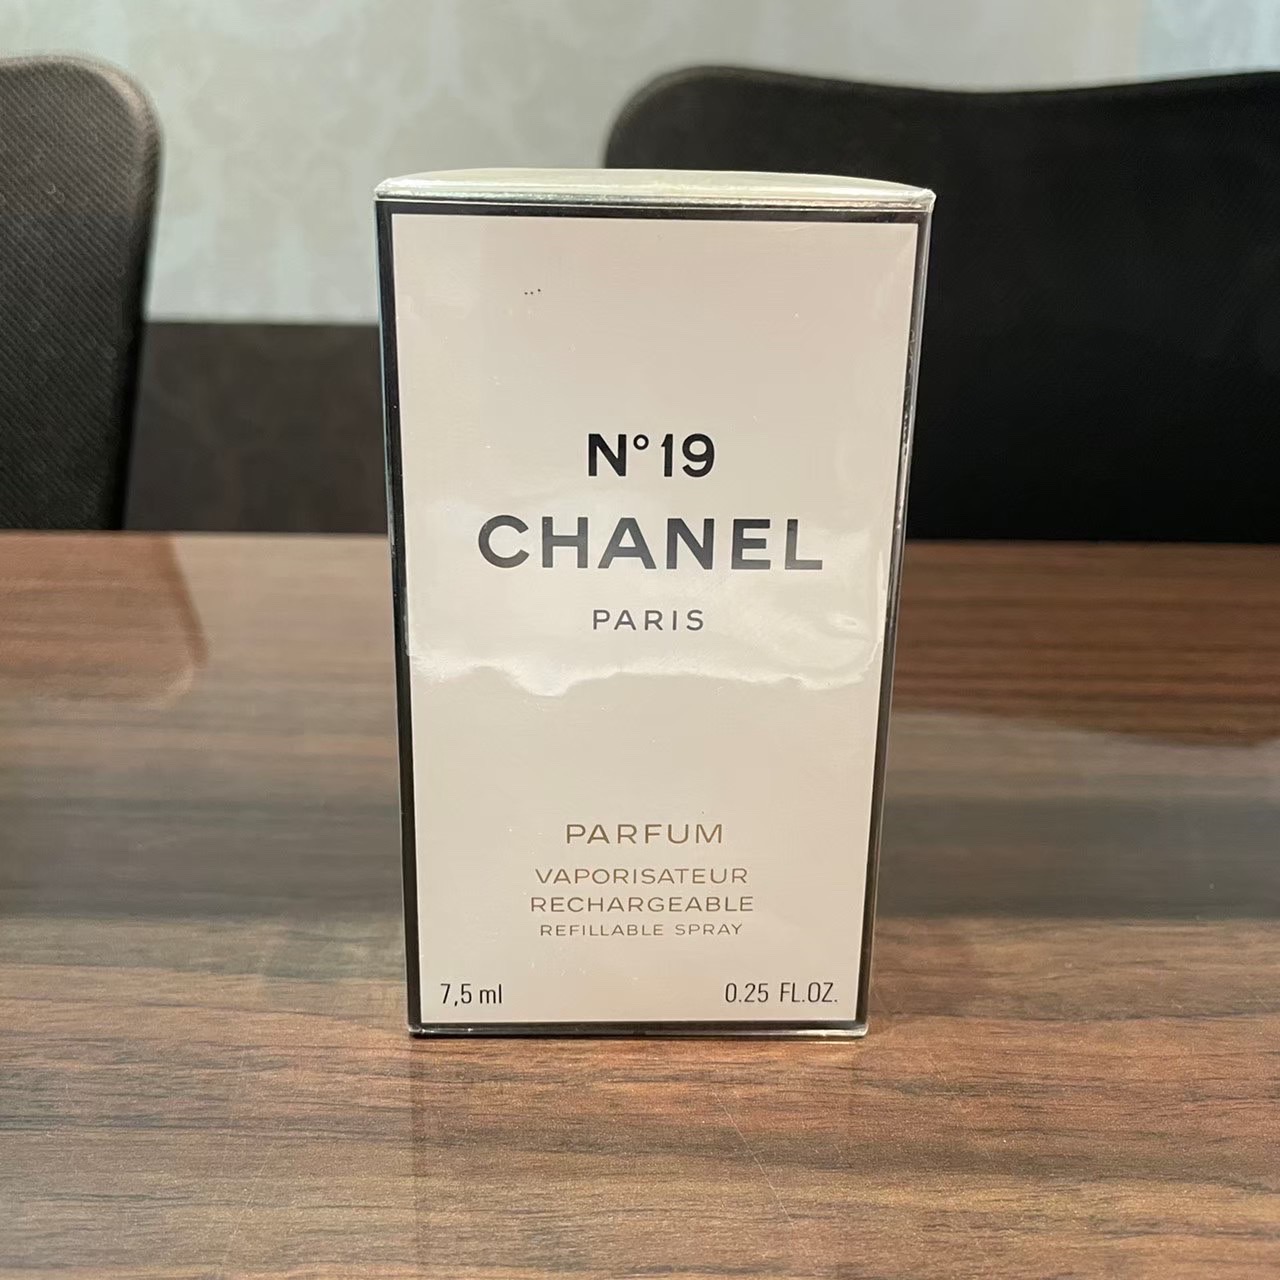 N°19
CHANEL
PARIS
PARFUM
VAPORISATEUR
RECHARGEABLE
REFILLABLE SPRAY
7,5 ml
0.25 FL.OZ.